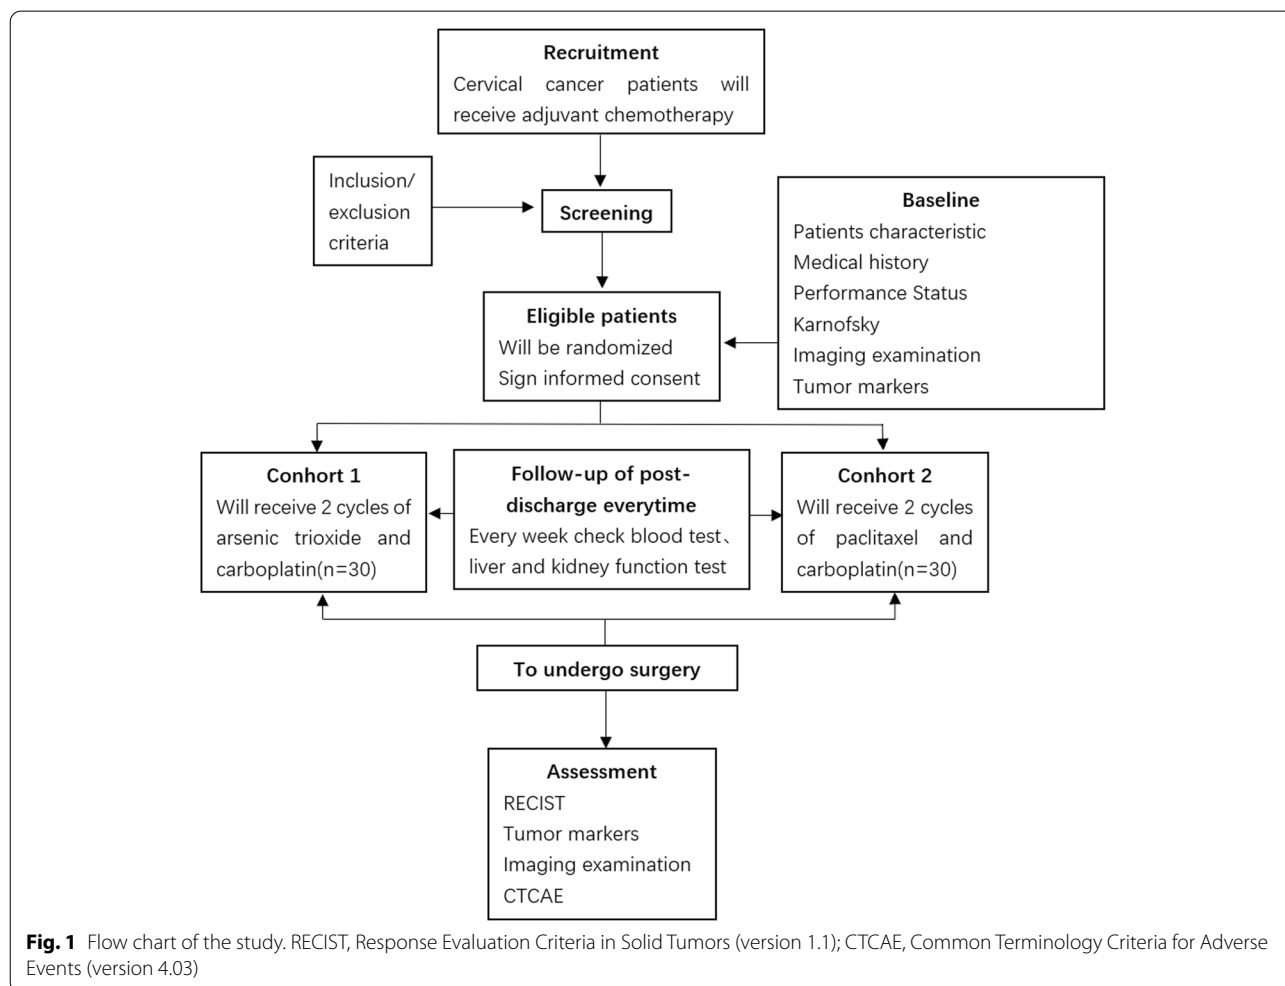 Recruitment
Cervical cancer patients will
receive adjuvant chemotherapy
Inclusion/
exclusion
criteria
Screening
Baseline
Patients characteristic
Medical history
Performance Status
Karnofsky
Imaging examination
Tumor markers
Eligible patients
Will be randomized
Sign informed consent
Conhort 1
Will receive 2 cycles of
arsenic trioxide and
carboplatin(n=30)
Follow-up of post-
discharge everytime
Every week check blood test、
liver and kidney function test
Conhort 2
Will receive 2 cycles
of paclitaxel and
carboplatin(n=30)
To undergo surgery
Assessment
RECIST
Tumor markers
Imaging examination
CTCAE
Fig. 1 Flow chart of the study. RECIST, Response Evaluation Criteria in Solid Tumors (version 1.1); CTCAE, Common Terminology Criteria for Adverse
Events (version 4.03)